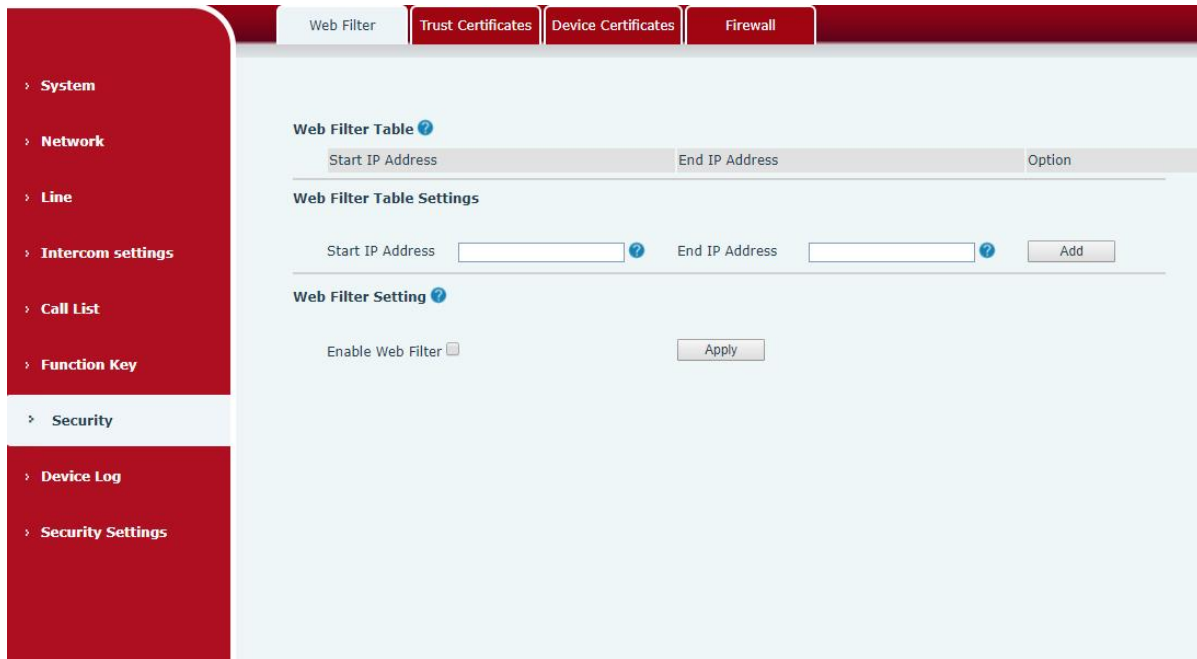 Web Filter Trust Certificates Device Certificates Firewall
System
Network
Line
Intercom settings
Call List
Function Key
Security
Device Log
Security Settings
Web Filter Table
Start IP Address End IP Address Option
Web Filter Table Settings
Start IP Address End IP Address Add
Web Filter Setting
Enable Web Filter Apply